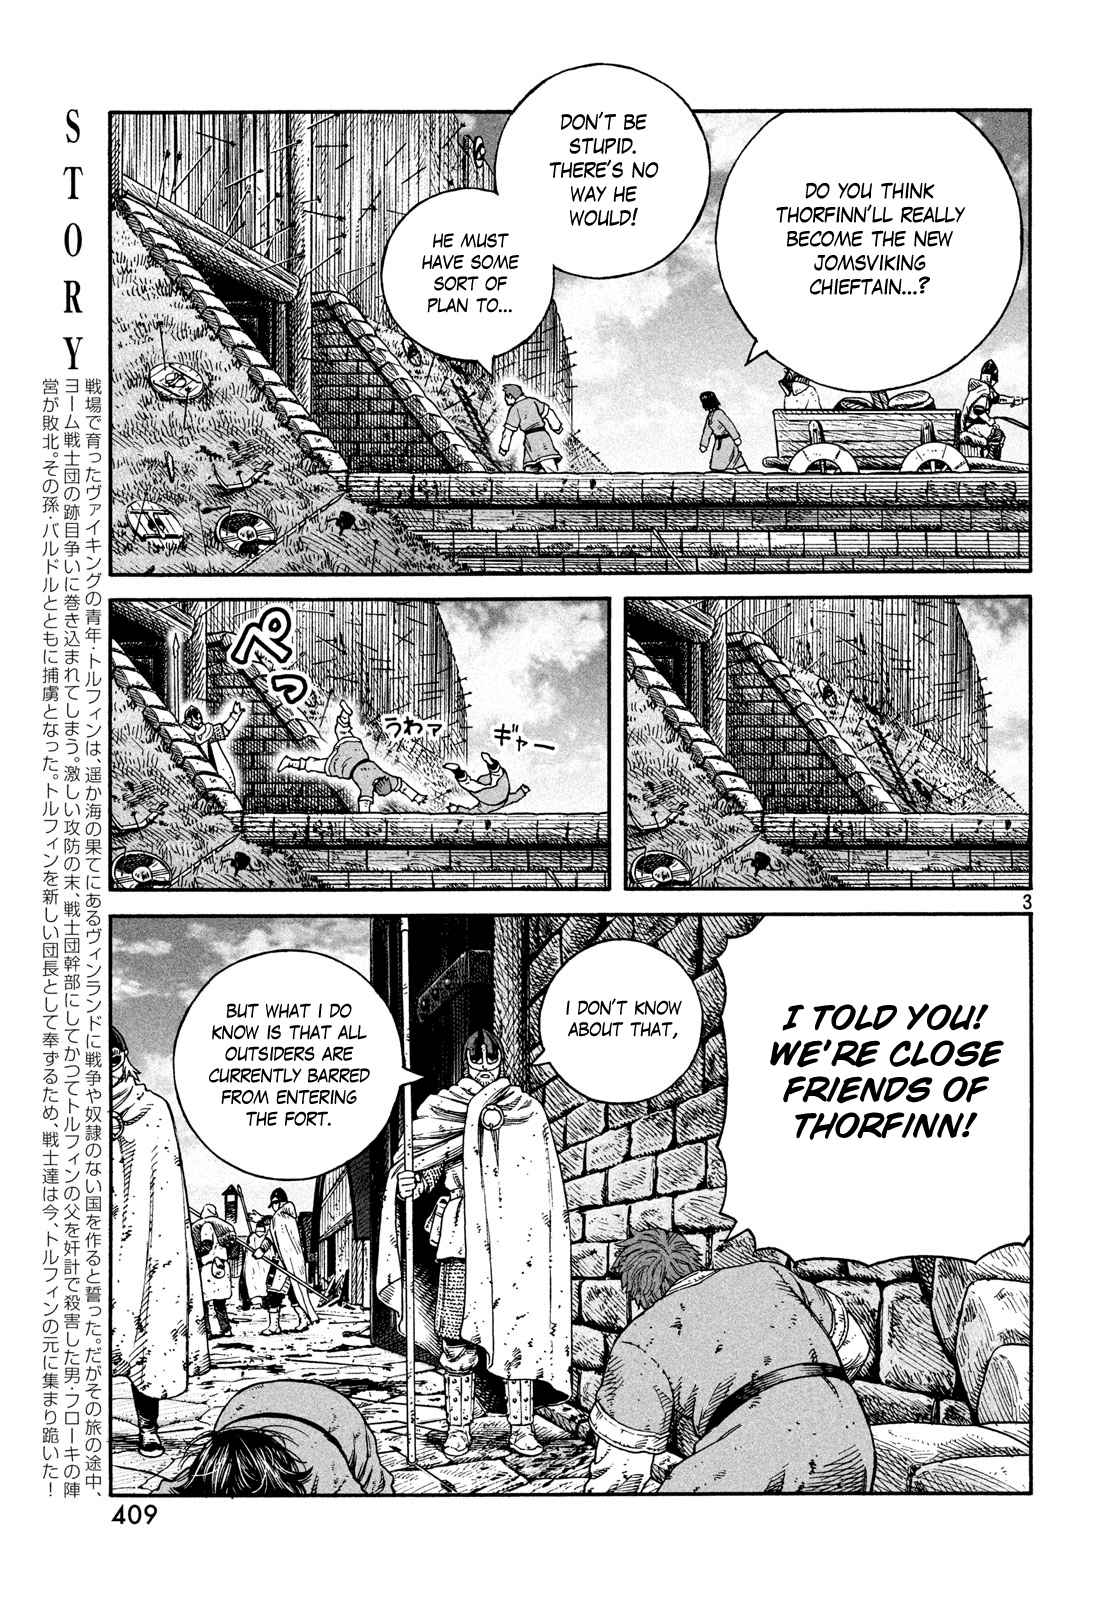 DO YOU THINK
THORFINN'LL REALLY
BECOME THE NEW
JOMSVIKING
CHIEFTAIN...?
DON'T BE
STUPID.
THERE'S NO
WAY HE
WOULD!
HE MUST
HAVE SOME
SORT OF
PLAN TO...
STORY
戦場で育ったヴァイキングの青年・トルフィンは、遥か海の果てにあるヴィンランドに戦争や奴隷のない国を作ると誓った。だがその旅の途中、
ヨーム戦士団の跡目争いに巻き込まれてしまう。激しい攻防の末、戦士団幹部にしてかつてトルフィンの父を奸計で殺害した男・フローキの陣
営が敗北。その孫・バルドルとともに捕虜となった。トルフィンを新しい団長として奉ずるため、戦士達は今、トルフィンの元に集まり跪いた!
ペっ
うわァ
ギャー
3
I TOLD YOU!
WE'RE CLOSE
FRIENDS OF
THORFINN!
I DON'T KNOW
ABOUT THAT,
BUT WHAT I DO
KNOW IS THAT ALL
OUTSIDERS ARE
CURRENTLY BARRED
FROM ENTERING
THE FORT.
409